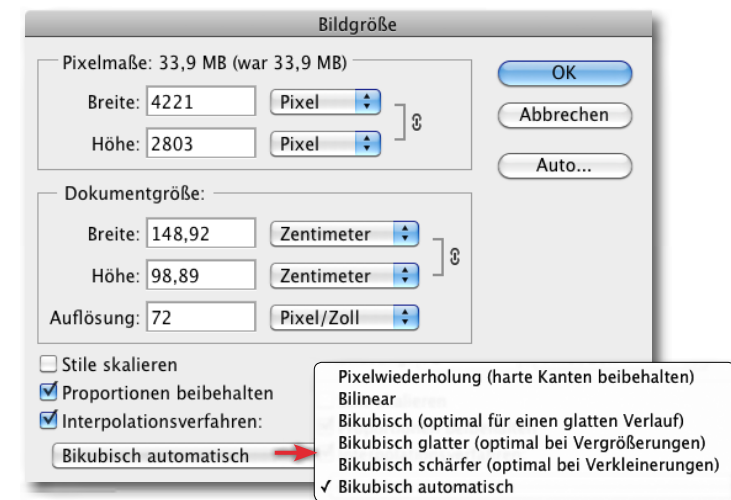 Bildgröße
Pixelmaße: 33,9 MB (war 33,9 MB)
Breite: 4221 Pixel
Höhe: 2803 Pixel
OK
Abbrechen
Auto...
Dokumentgröße:
Breite: 148,92 Zentimeter
Höhe: 98,89 Zentimeter
Auflösung: 72 Pixel/Zoll
Stile skalieren
Proportionen beibehalten
Interpolationsverfahren:
Bikubisch automatisch
Pixelwiederholung (harte Kanten beibehalten)
Bilinear
Bikubisch (optimal für einen glatten Verlauf)
Bikubisch glatter (optimal bei Vergrößerungen)
Bikubisch schärfer (optimal bei Verkleinerungen)
✓ Bikubisch automatisch